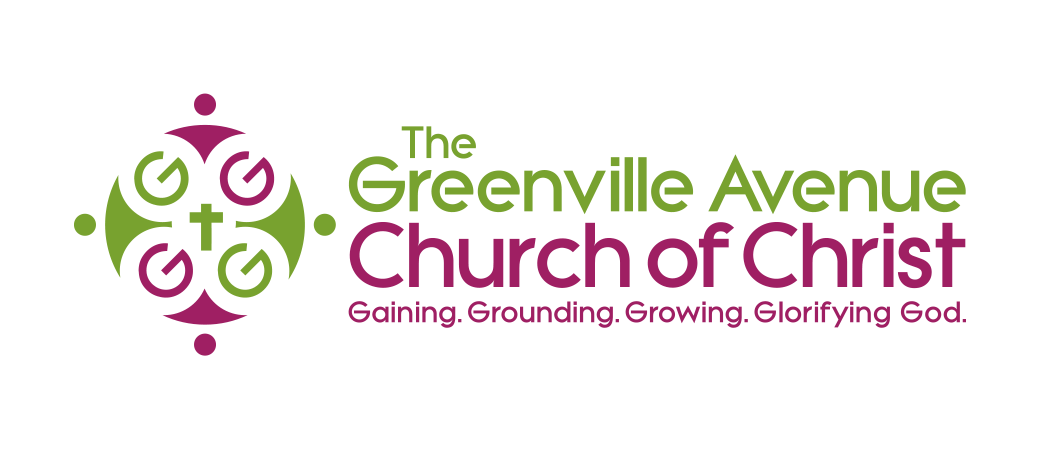 G G
G G
The
Greenville Avenue
Church of Christ
Gaining. Grounding. Growing. Glorifying God.